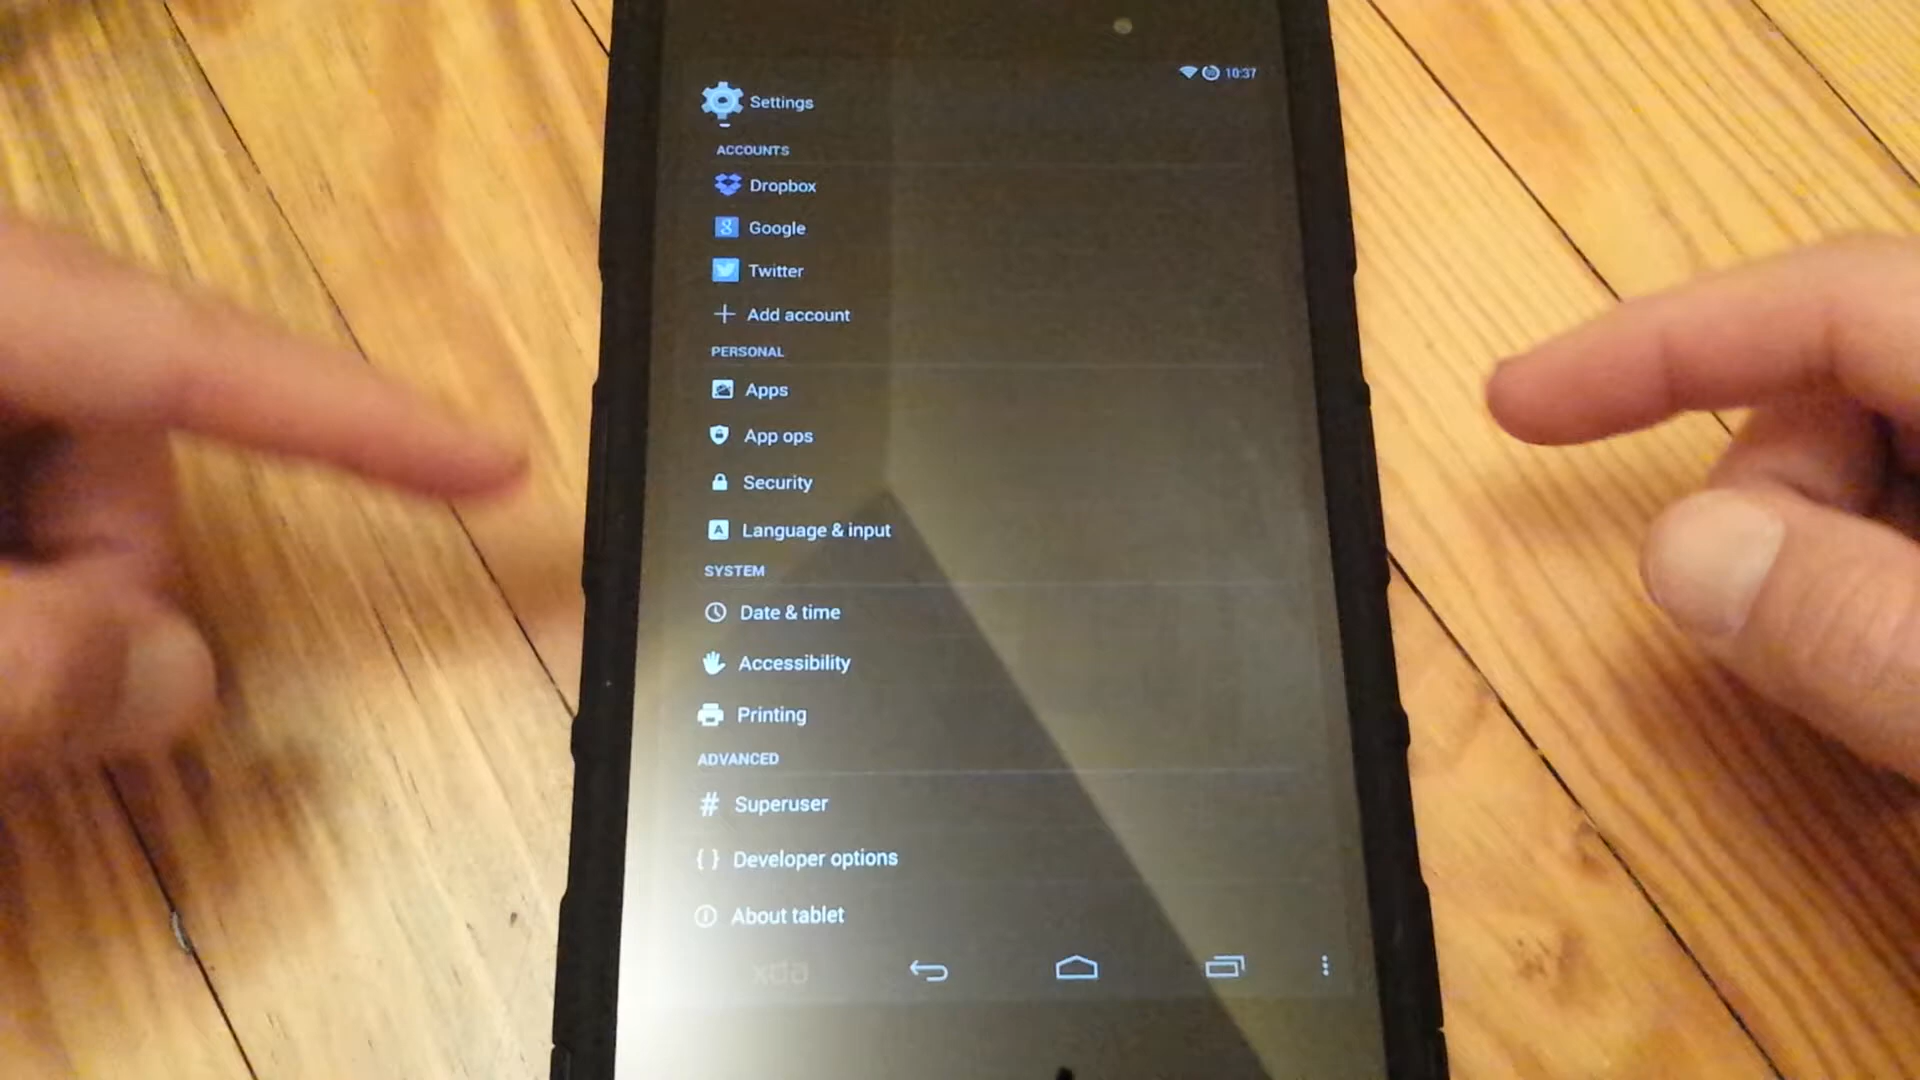 10:37
Settings
ACCOUNTS
Dropbox
Google
Twitter
Add account
PERSONAL
Apps
App ops
Security
Language & input
SYSTEM
Date & time
Accessibility
Printing
ADVANCED
# Superuser
{ } Developer options
About tablet